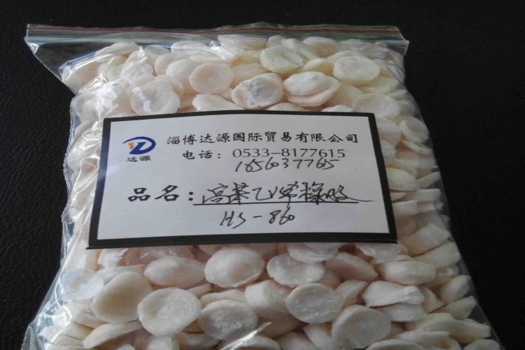 淄博达源国际贸易有限公司
达源
电话：0533-8177615
品名：高苯乙烯橡胶
HS-860